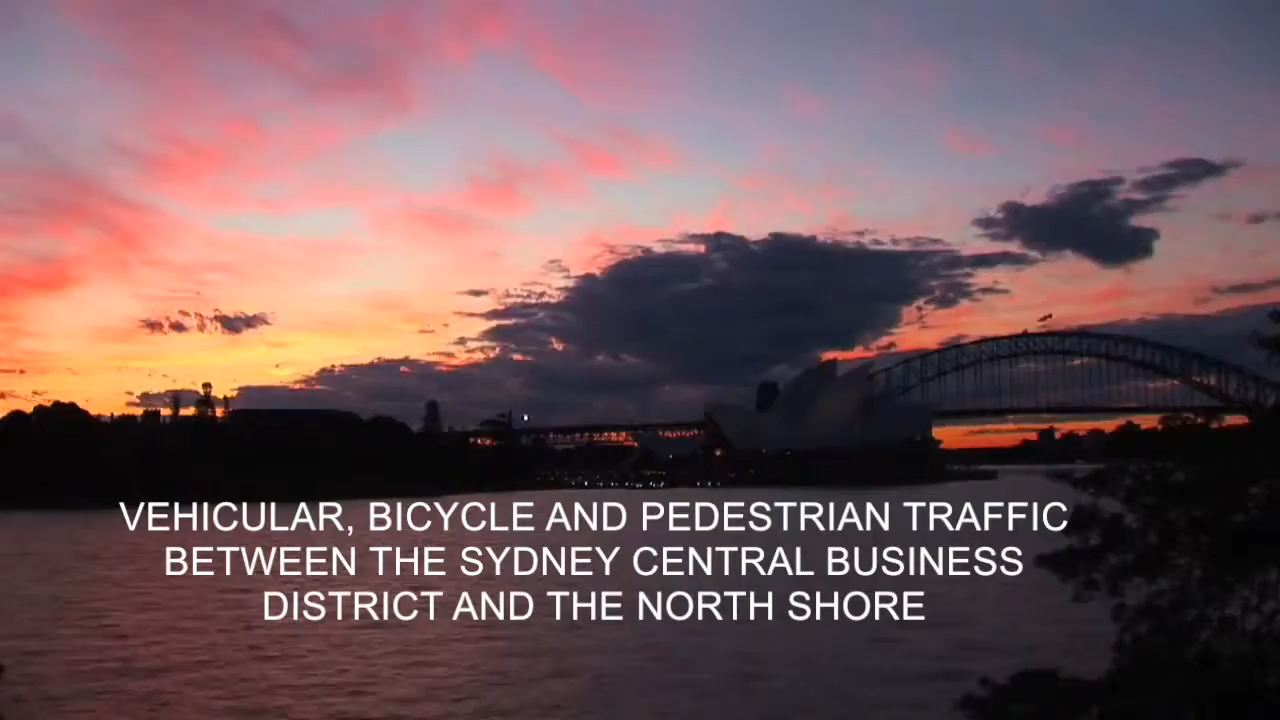 VEHICULAR, BICYCLE AND PEDESTRIAN TRAFFIC
BETWEEN THE SYDNEY CENTRAL BUSINESS
DISTRICT AND THE NORTH SHORE